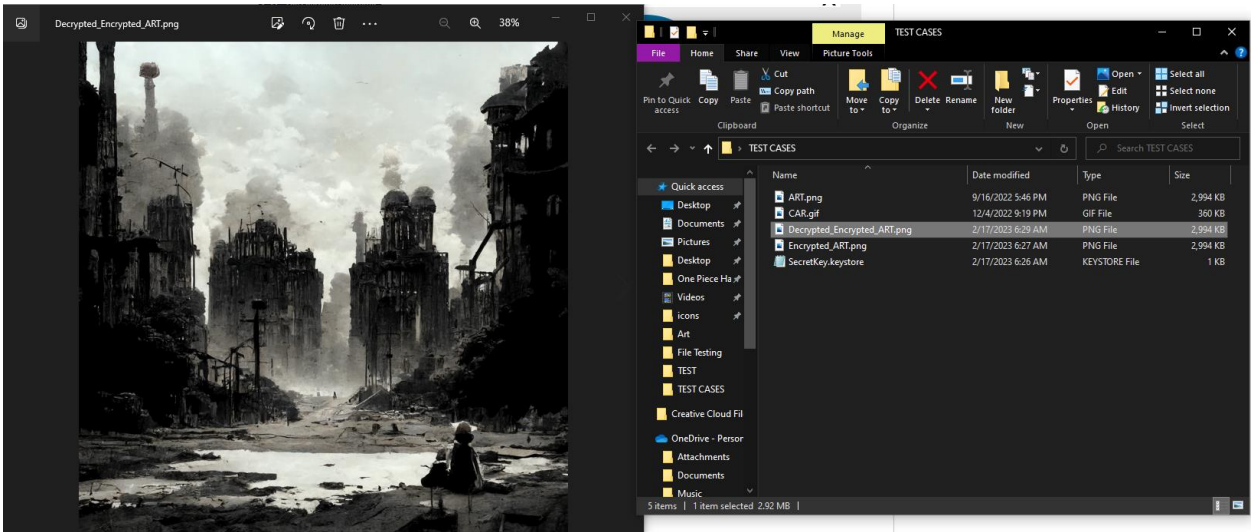 Decrypted_Encrypted_ART.png
38%
Manage
TEST CASES
File
Home
Share
View
Picture Tools
Pin to Quick access
Copy
Paste
Cut
Copy path
Paste shortcut
Move to
Copy to
Delete
Rename
New folder
Properties
Open
Edit
History
Select all
Select none
Invert selection
Clipboard
Organize
New
Open
Select
TEST CASES
Search TEST CASES
Name
Date modified
Type
Size
ART.png 9/16/2022 5:46 PM PNG File 2,994 KB
CAR.gif 12/4/2022 9:19 PM GIF File 360 KB
Decrypted_Encrypted_ART.png 2/17/2023 6:29 AM PNG File 2,994 KB
Encrypted_ART.png 2/17/2023 6:27 AM PNG File 2,994 KB
SecretKey.keystore 2/17/2023 6:26 AM KEYSTORE File 1 KB
Quick access
Desktop
Documents
Pictures
Desktop
One Piece Ha
Videos
icons
Art
File Testing
TEST
TEST CASES
Creative Cloud Fil
OneDrive - Person
Attachments
Documents
Music
5 items
1 item selected 2.92 MB